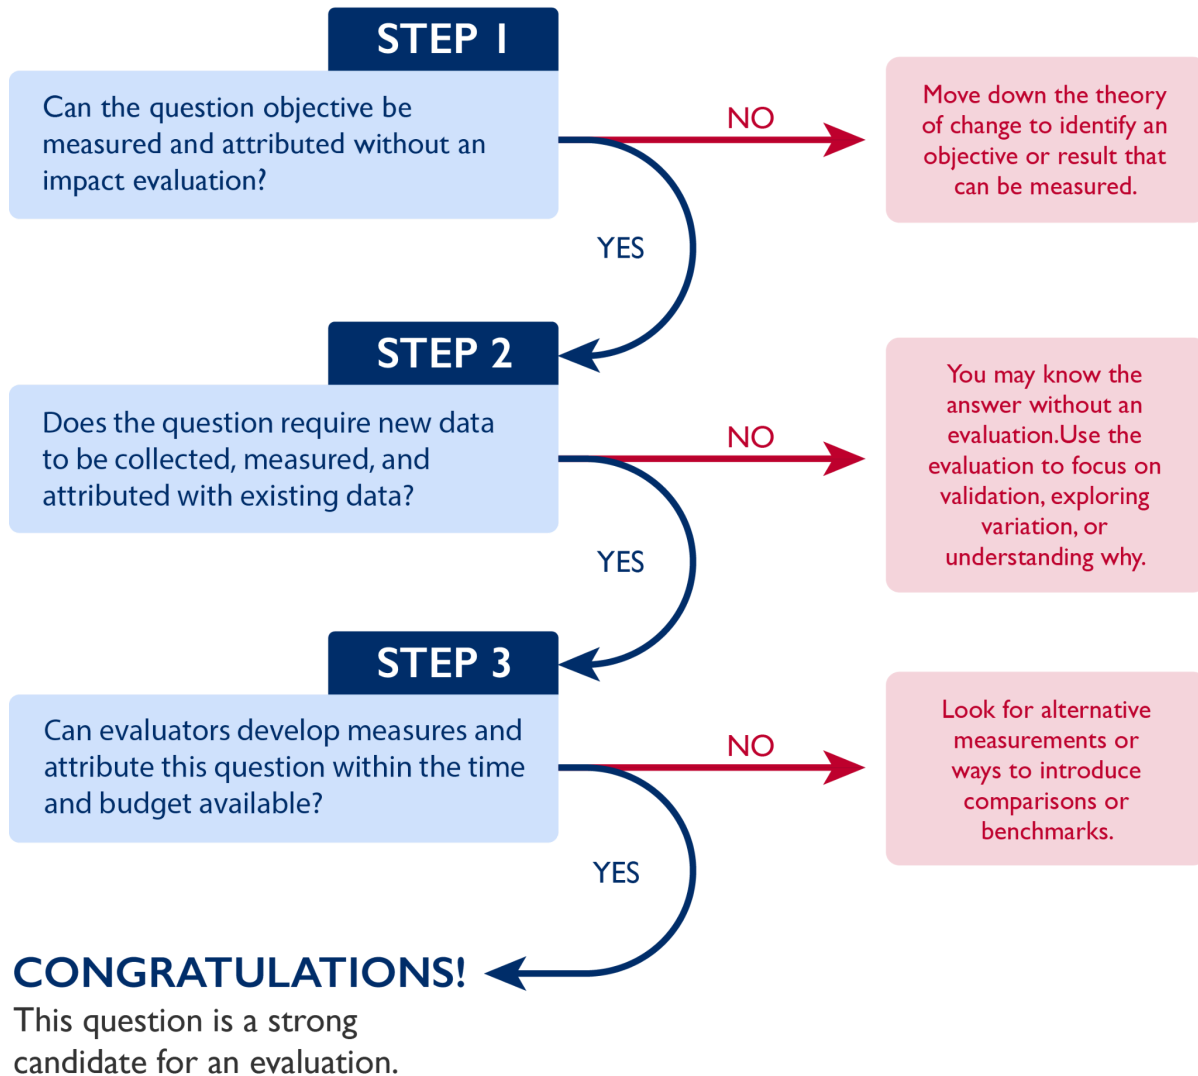 STEP 1
Can the question objective be
measured and attributed without an
impact evaluation?
NO
Move down the theory
of change to identify an
objective or result that
can be measured.
YES
STEP 2
Does the question require new data
to be collected, measured, and
attributed with existing data?
NO
You may know the
answer without an
evaluation.Use the
evaluation to focus on
validation, exploring
variation, or
understanding why.
YES
STEP 3
Can evaluators develop measures and
attribute this question within the time
and budget available?
NO
Look for alternative
measurements or
ways to introduce
comparisons or
benchmarks.
YES
CONGRATULATIONS!
This question is a strong
candidate for an evaluation.